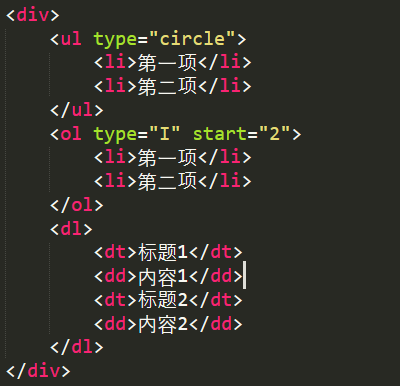 <div>
<ul type="circle">
<li>第一项</li>
<li>第二项</li>
</ul>
<ol type="I" start="2">
<li>第一项</li>
<li>第二项</li>
</ol>
<dl>
<dt>标题1</dt>
<dd>内容1</dd>
<dt>标题2</dt>
<dd>内容2</dd>
</dl>
</div>